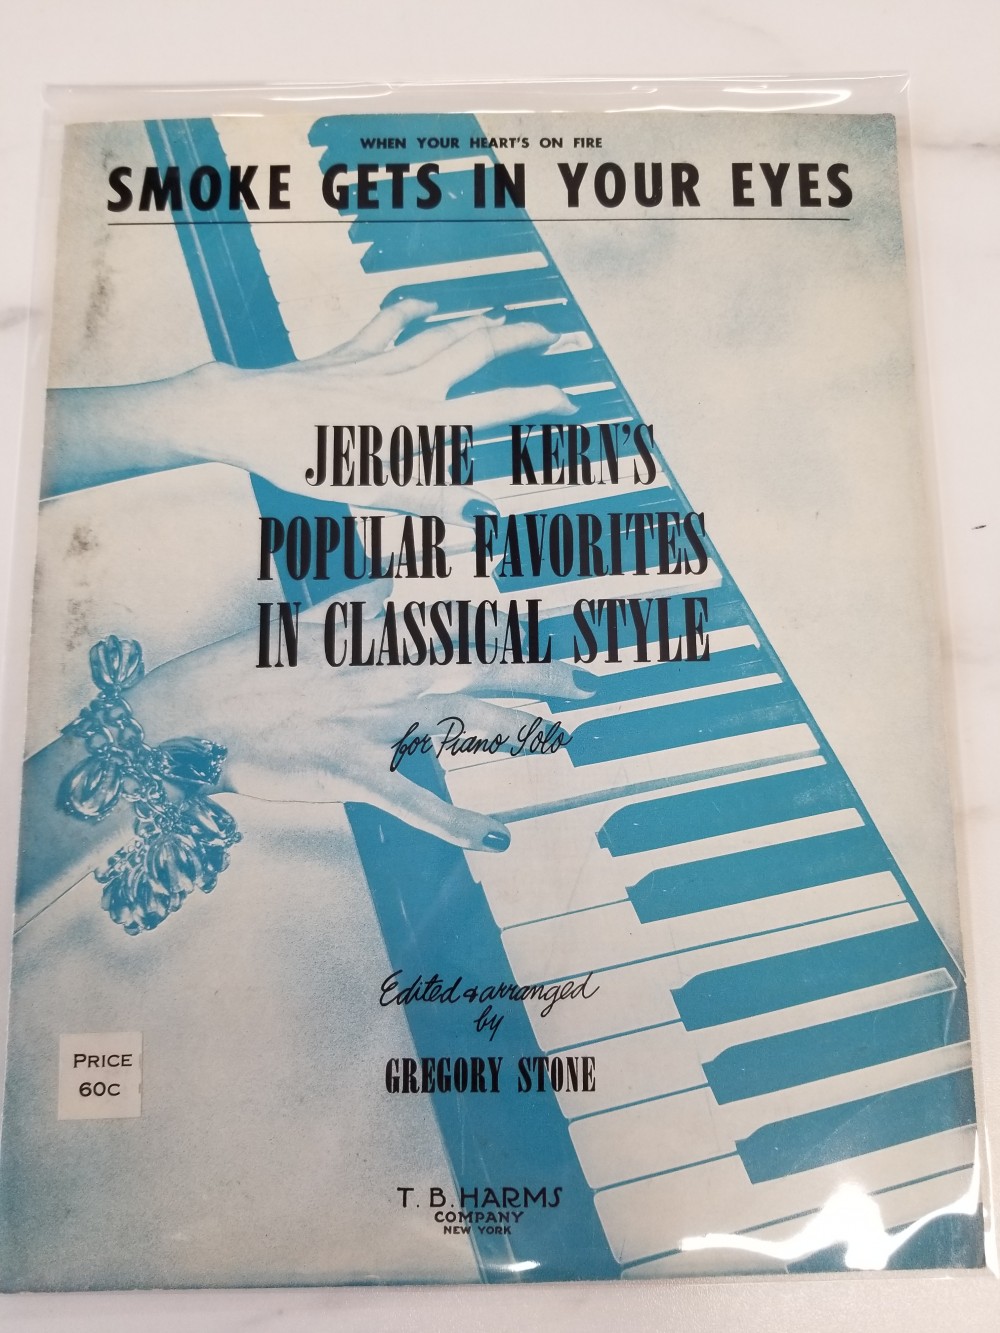 WHEN YOUR HEART'S ON FIRE
SMOKE GETS IN YOUR EYES
JEROME KERN'S
POPULAR FAVORITES
IN CLASSICAL STYLE
for Piano Solo
Edited & arranged
by
GREGORY STONE
PRICE
60C
T. B. HARMS
COMPANY
NEW YORK